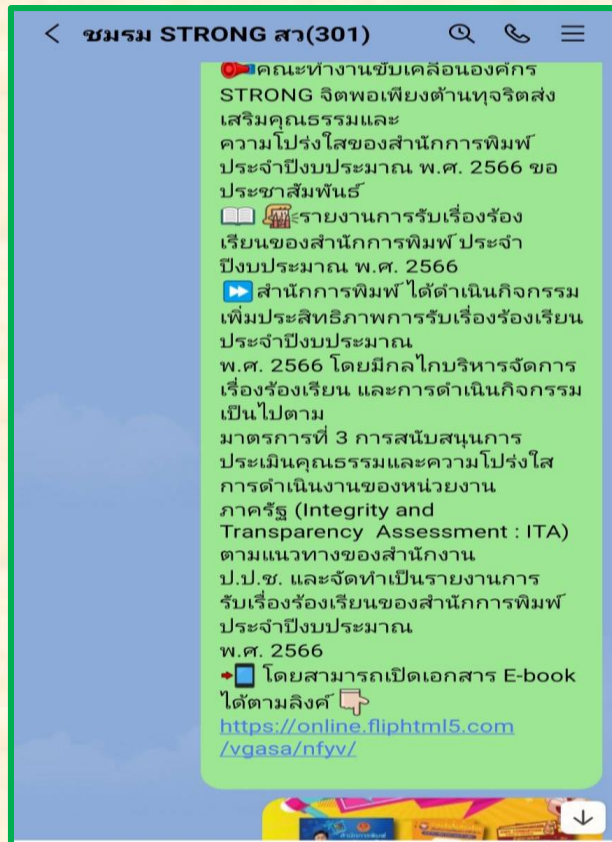 ชมรม STRONG สว(301)
คณะทำงานขับเคลื่อนองค์กร
STRONG จิตพอเพียงต้านทุจริตส่ง
เสริมคุณธรรมและ
ความโปร่งใสของสำนักการพิมพ์
ประจำปีงบประมาณ พ.ศ. 2566 ขอ
ประชาสัมพันธ์
รายงานการรับเรื่องร้อง
เรียนของสำนักการพิมพ์ ประจำ
ปีงบประมาณ พ.ศ. 2566
สำนักการพิมพ์ ได้ดำเนินกิจกรรม
เพิ่มประสิทธิภาพการรับเรื่องร้องเรียน
ประจำปีงบประมาณ
พ.ศ. 2566 โดยมีกลไกบริหารจัดการ
เรื่องร้องเรียน และการดำเนินกิจกรรม
เป็นไปตาม
มาตรการที่ 3 การสนับสนุนการ
ประเมินคุณธรรมและความโปร่งใส
การดำเนินงานของหน่วยงาน
ภาครัฐ (Integrity and
Transparency Assessment : ITA)
ตามแนวทางของสำนักงาน
ป.ป.ช. และจัดทำเป็นรายงานการ
รับเรื่องร้องเรียนของสำนักการพิมพ์
ประจำปีงบประมาณ
พ.ศ. 2566
โดยสามารถเปิดเอกสาร E-book
ได้ตามลิงค์
https://online.fliphtml5.com
/vgasa/nfyv/
สำนักการพิมพ์